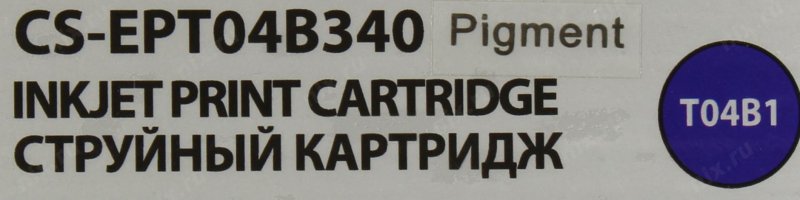 CS-EPT04B340 Pigment
INKJET PRINT CARTRIDGE
T04B1
СТРУЙНЫЙ КАРТРИДЖ